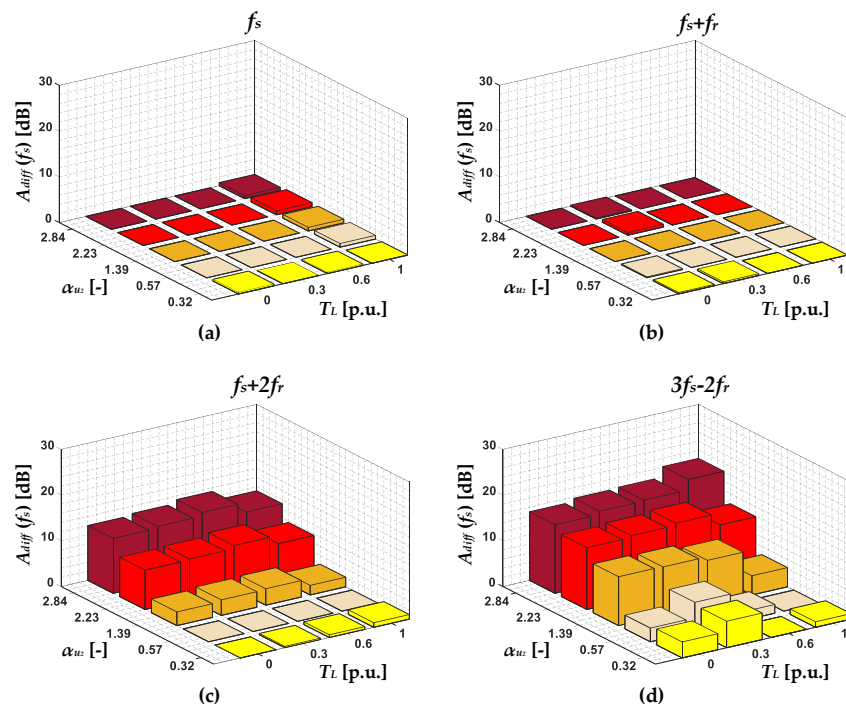 fs
fs+fr
Adiff (fs) [dB]
30
20
10
0
2.84
2.23
1.39
0.57
0.32
αu2 [-]
0
0.3
0.6
1
TL [p.u.]
(a)
Adiff (fs) [dB]
30
20
10
0
2.84
2.23
1.39
0.57
0.32
αu2 [-]
0
0.3
0.6
1
TL [p.u.]
(b)
fs+2fr
3fs-2fr
Adiff (fs) [dB]
30
20
10
0
2.84
2.23
1.39
0.57
0.32
αu2 [-]
0
0.3
0.6
1
TL [p.u.]
(c)
Adiff (fs) [dB]
30
20
10
0
2.84
2.23
1.39
0.57
0.32
αu2 [-]
0
0.3
0.6
1
TL [p.u.]
(d)